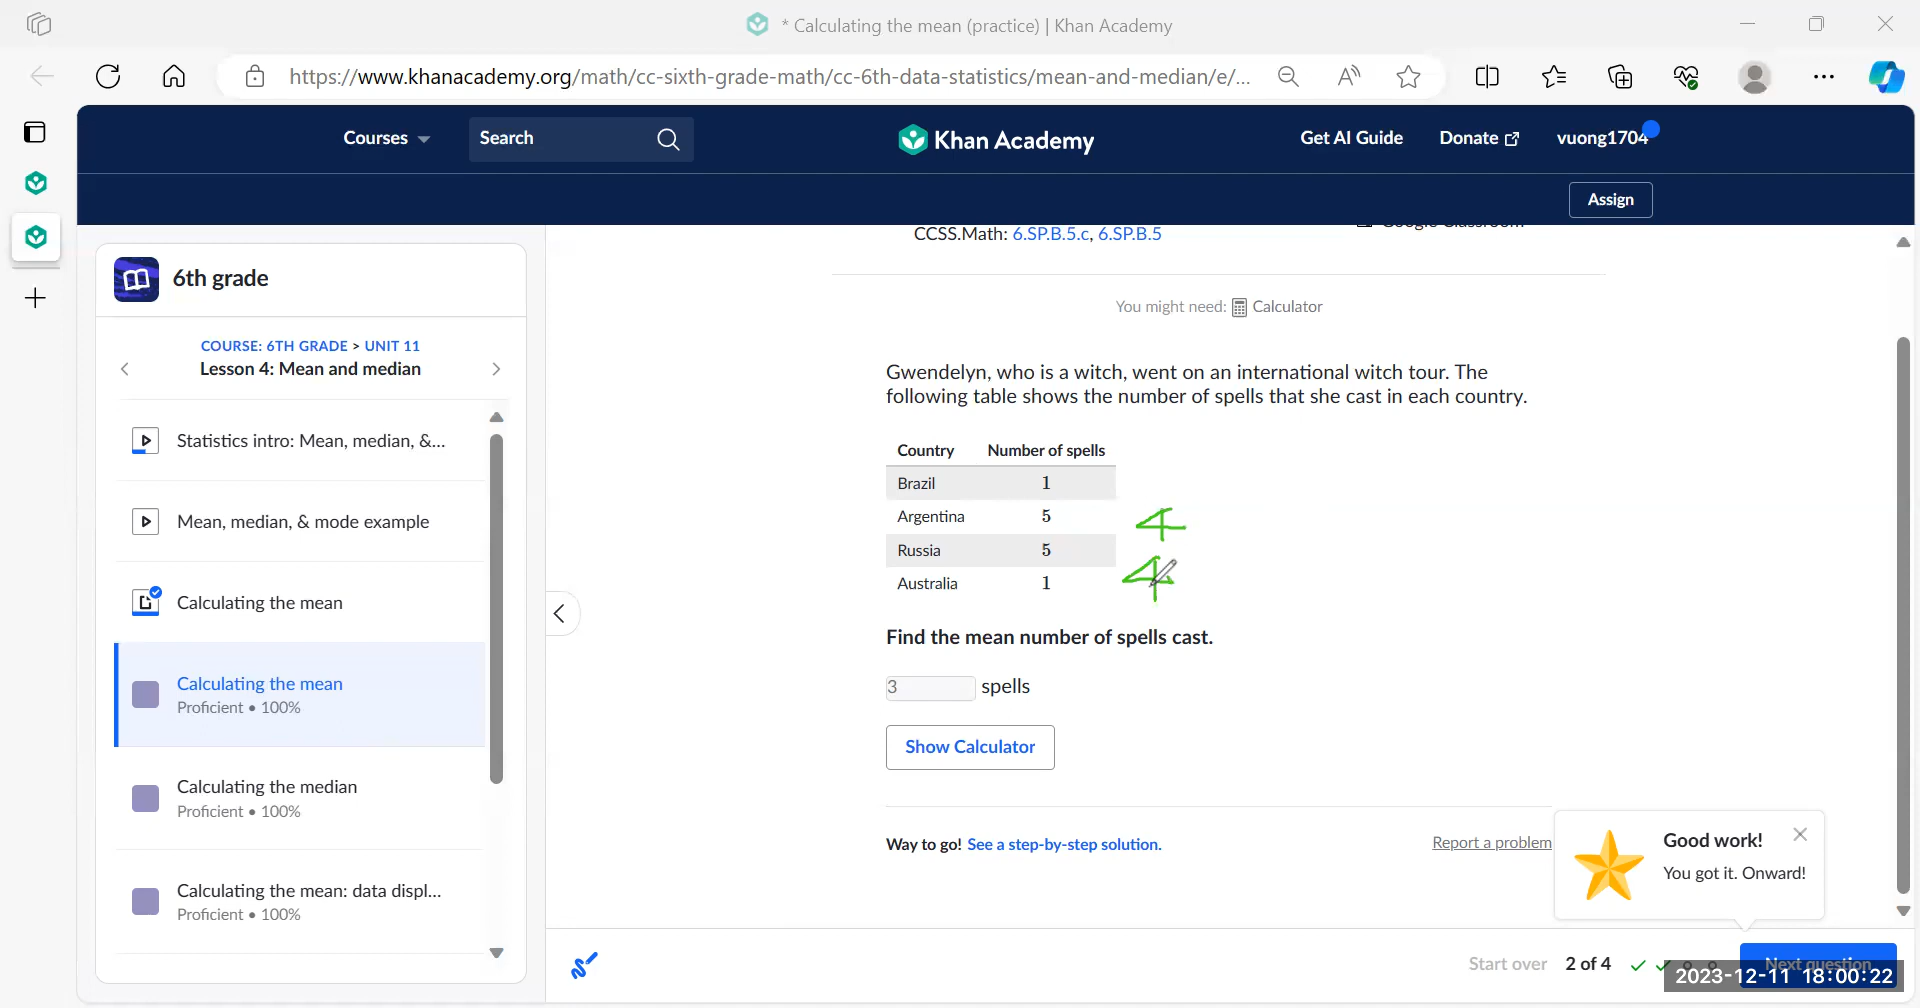 * Calculating the mean (practice) | Khan Academy
https://www.khanacademy.org/math/cc-sixth-grade-math/cc-6th-data-statistics/mean-and-median/e/...
Courses
Search
Khan Academy
Get AI Guide
Donate
vuong1704
Assign
6th grade
COURSE: 6TH GRADE > UNIT 11
Lesson 4: Mean and median
Statistics intro: Mean, median, &...
Mean, median, & mode example
Calculating the mean
Calculating the mean
Proficient • 100%
Calculating the median
Proficient • 100%
Calculating the mean: data displ...
Proficient • 100%
CCSS.Math: 6.SP.B.5.c, 6.SP.B.5
Google Classroom
You might need: Calculator
Gwendelyn, who is a witch, went on an international witch tour. The
following table shows the number of spells that she cast in each country.
Country Number of spells
Brazil 1
Argentina 5
Russia 5
Australia 1
4
4
Find the mean number of spells cast.
3 spells
Show Calculator
Way to go! See a step-by-step solution.
Report a problem
Good work!
You got it. Onward!
Start over 2 of 4
Next question
2023-12-11 18:00:22